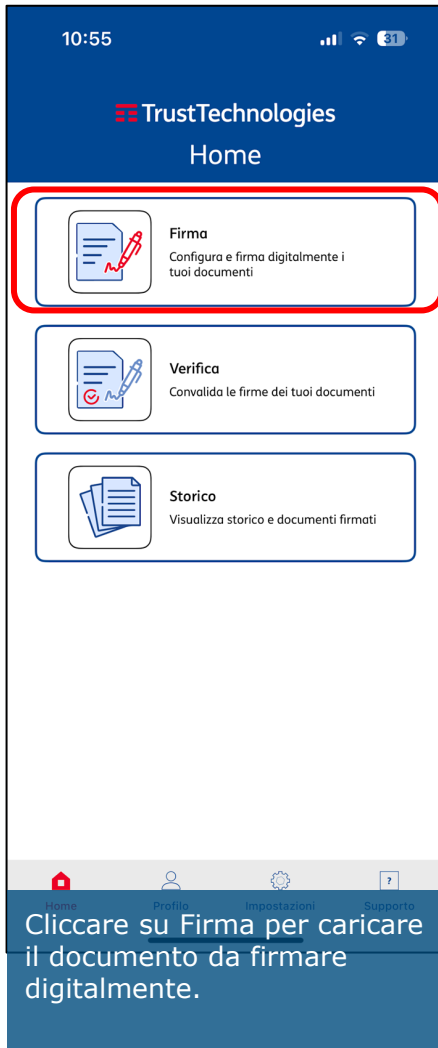 10:55
31
TrustTechnologies
Home
Firma
Configura e firma digitalmente i
tuoi documenti
Verifica
Convalida le firme dei tuoi documenti
Storico
Visualizza storico e documenti firmati
?
Home Profilo Impostazioni Supporto
Cliccare su Firma per caricare
il documento da firmare
digitalmente.